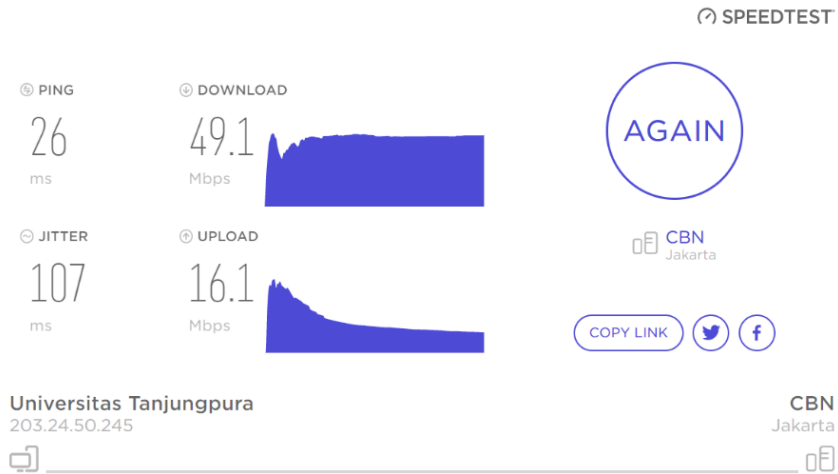 SPEEDTEST
PING
26
ms
DOWNLOAD
49.1
Mbps
JITTER
107
ms
UPLOAD
16.1
Mbps
AGAIN
CBN
Jakarta
COPY LINK
Universitas Tanjungpura
203.24.50.245
CBN
Jakarta